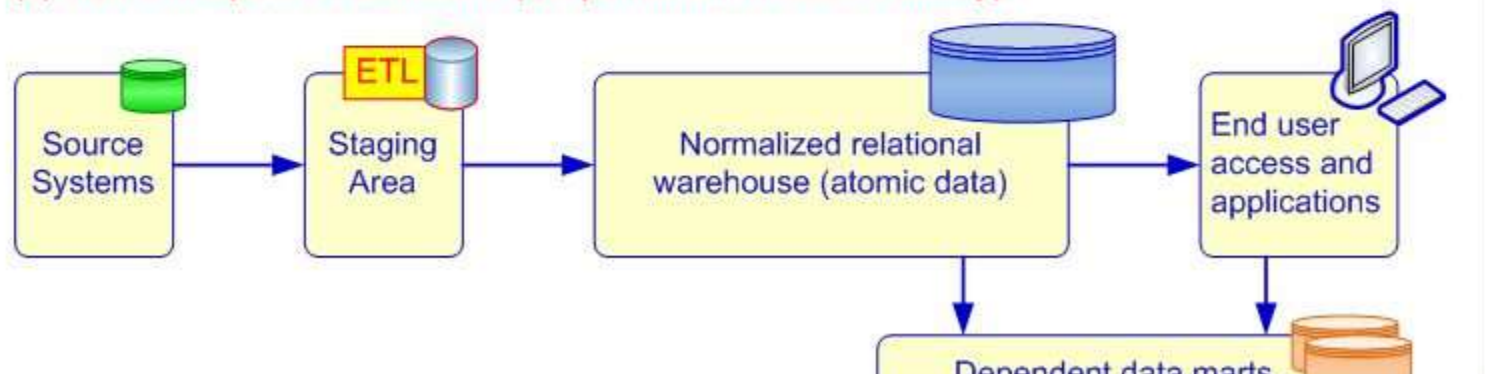 Source
Systems
ETL
Staging
Area
Normalized relational
warehouse (atomic data)
End user
access and
applications
Dependent data marts